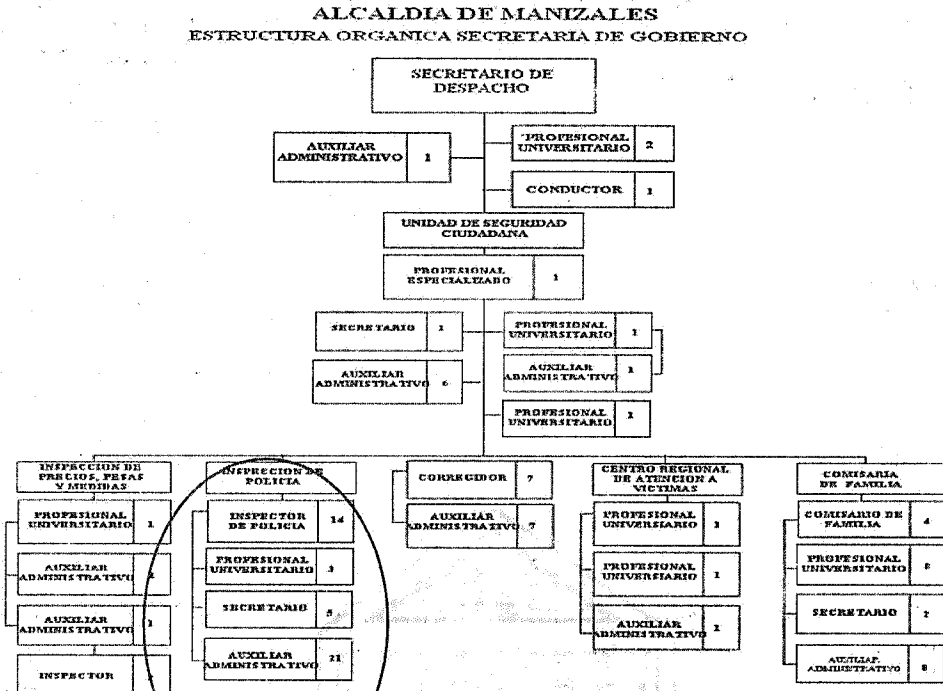 ALCALDIA DE MANIZALES
ESTRUCTURA ORGANICA SECRETARIA DE GOBIERNO
SECRETARIO DE
DESPACHO
AUXILIAR
ADMINISTRATIVO 1
PROFESIONAL
UNIVERSITARIO 2
CONDUCTOR 1
UNIDAD DE SEGURIDAD
CIUDADANA
PROFESIONAL
ESPECIALIZADO 1
SECRETARIO 1
PROFESIONAL
UNIVERSITARIO 1
AUXILIAR
ADMINISTRATIVO 6
AUXILIAR
ADMINISTRATIVO 1
PROFESIONAL
UNIVERSITARIO 1
INSPECCION DE
PRECIOS, PESAS
Y MEDIDAS
PROFESIONAL
UNIVERSITARIO 1
AUXILIAR
ADMINISTRATIVO
AUXILIAR
ADMINISTRATIVO 1
INSPECTOR
INSPECCION DE
POLICIA
INSPECTOR
DE POLICIA 14
PROFESIONAL
UNIVERSITARIO
SECRETARIO 5
AUXILIAR
ADMINISTRATIVO 21
CORREGIDOR 7
AUXILIAR
ADMINISTRATIVO 7
CENTRO REGIONAL
DE ATENCION A
VICTIMAS
PROFESIONAL
UNIVERSIARIO 1
PROFESIONAL
UNIVERSIARIO 1
AUXILIAR
ADMINISTRATIVO 1
COMISARIA
DE FAMILIA
COMISARIO DE
FAMILIA 4
PROFESIONAL
UNIVERSITARIO 8
SECRETARIO
AUXILIAR
ADMINISTRATIVO 8